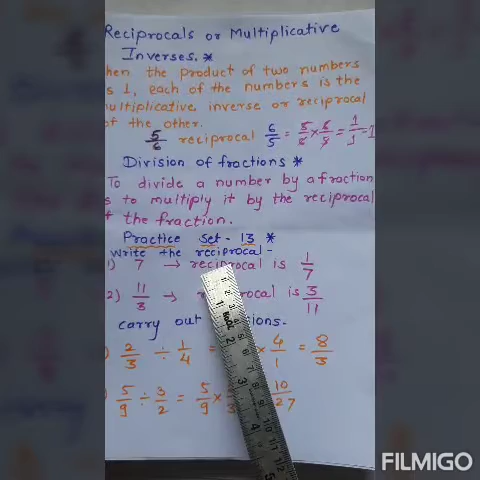 Reciprocals or Multiplicative
Inverses. *
hen the product of two numbers
s 1, each of the numbers is the
ultiplicative inverse or reciprocal
of the other.
5/6 reciprocal 6/5 = 5/6 × 6/5 = 1/1 = 1
Division of fractions *
To divide a number by a fraction
s to multiply it by the reciprocal
f the fraction.
Practice Set - 13 *
Write the reciprocal -
1) 7 → reciprocal is 1/7
2) 11/3 → reciprocal is 3/11
carry out
) 2/3 ÷ 1/4 = × 4/1 = 8/3
) 5/9 ÷ 3/2 = 5/9 × 10/27
FILMIGO